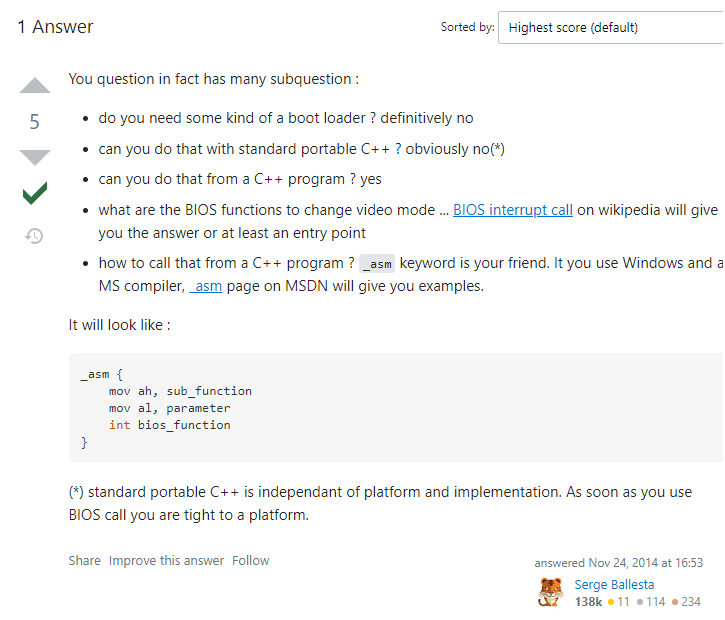 1 Answer
Sorted by: Highest score (default)
You question in fact has many subquestion :
5
• do you need some kind of a boot loader ? definitively no
• can you do that with standard portable C++ ? obviously no(*)
• can you do that from a C++ program ? yes
• what are the BIOS functions to change video mode ... BIOS interrupt call on wikipedia will give
you the answer or at least an entry point
• how to call that from a C++ program ? _asm keyword is your friend. It you use Windows and a
MS compiler, _asm page on MSDN will give you examples.
It will look like :
_asm {
    mov ah, sub_function
    mov al, parameter
    int bios_function
}
(*) standard portable C++ is independant of platform and implementation. As soon as you use
BIOS call you are tight to a platform.
Share Improve this answer Follow
answered Nov 24, 2014 at 16:53
Serge Ballesta
138k ● 11 ● 114 ● 234